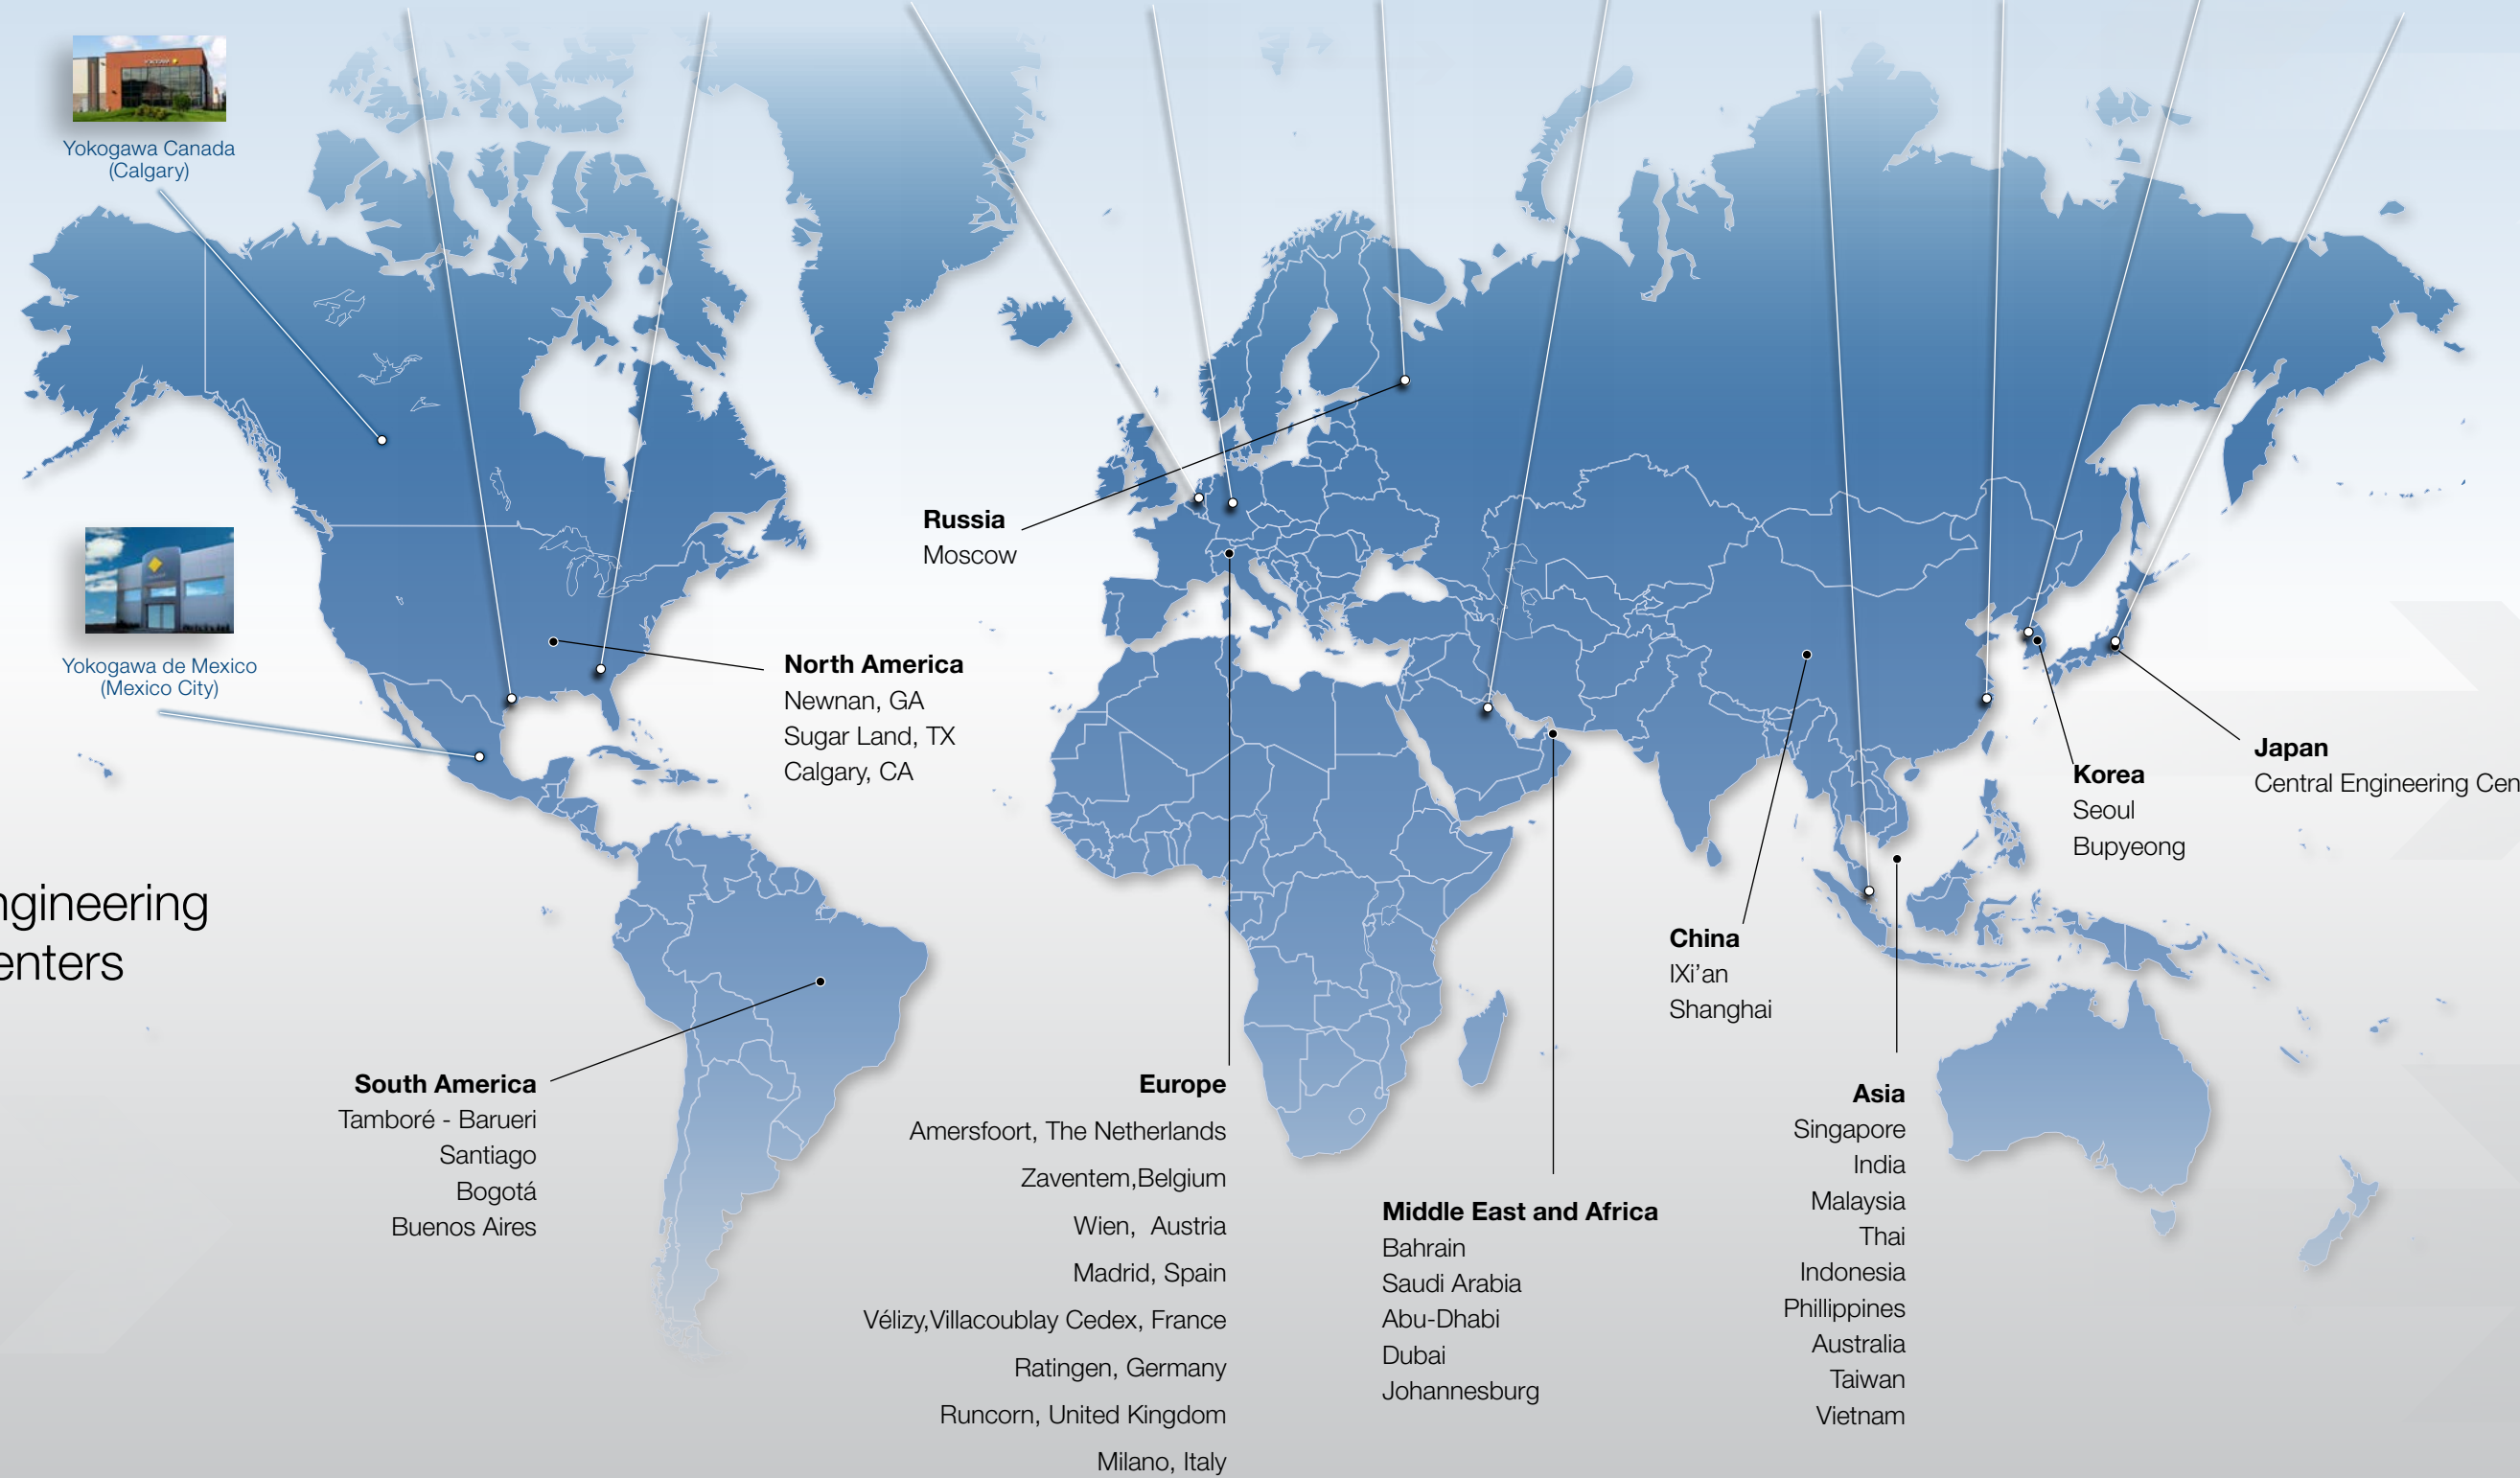 Yokogawa Canada
(Calgary)
Yokogawa de Mexico
(Mexico City)
ngineering
enters
Russia
Moscow
North America
Newnan, GA
Sugar Land, TX
Calgary, CA
Japan
Central Engineering Cen
Korea
Seoul
Bupyeong
China
IXi’an
Shanghai
South America
Tamboré - Barueri
Santiago
Bogotá
Buenos Aires
Europe
Amersfoort, The Netherlands
Zaventem,Belgium
Wien,  Austria
Madrid, Spain
Vélizy,Villacoublay Cedex, France
Ratingen, Germany
Runcorn, United Kingdom
Milano, Italy
Middle East and Africa
Bahrain
Saudi Arabia
Abu-Dhabi
Dubai
Johannesburg
Asia
Singapore
India
Malaysia
Thai
Indonesia
Phillippines
Australia
Taiwan
Vietnam